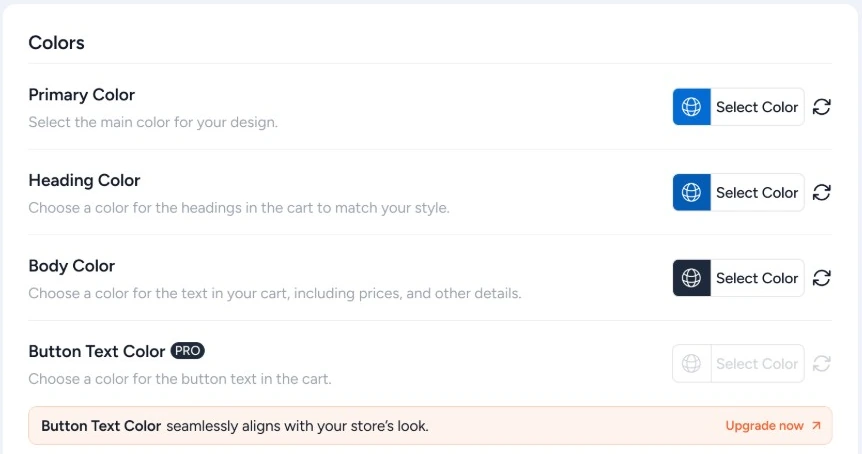 Colors
Primary Color
Select the main color for your design.
Select Color
Heading Color
Choose a color for the headings in the cart to match your style.
Select Color
Body Color
Choose a color for the text in your cart, including prices, and other details.
Select Color
Button Text Color PRO
Choose a color for the button text in the cart.
Select Color
Button Text Color seamlessly aligns with your store’s look. Upgrade now